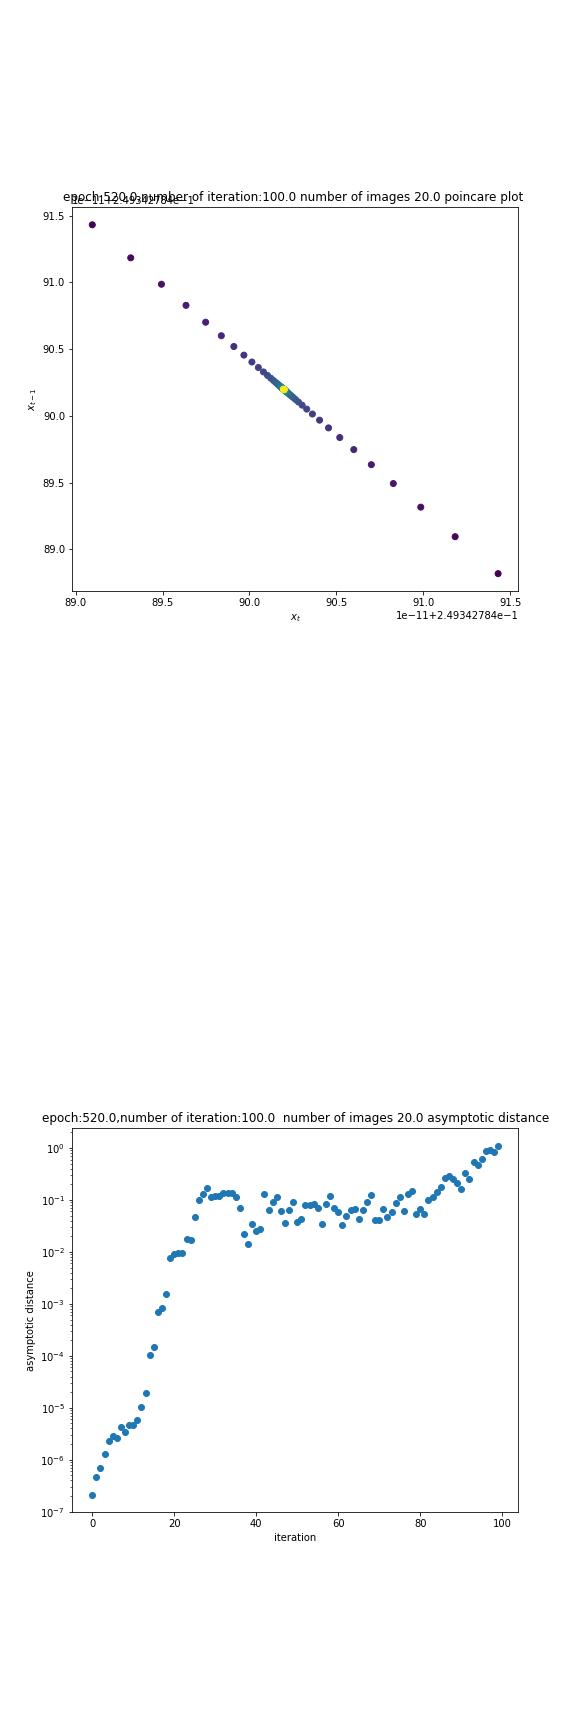 epoch:520.0,number of iteration:100.0 number of images 20.0 poincare plot
1e−11+2.49342784e−1
91.5
91.0
90.5
90.0
89.5
89.0
x_{t−1}
89.0 89.5 90.0 90.5 91.0 91.5
x_t
1e−11+2.49342784e−1
epoch:520.0,number of iteration:100.0  number of images 20.0 asymptotic distance
10^0
10^{−1}
10^{−2}
10^{−3}
10^{−4}
10^{−5}
10^{−6}
10^{−7}
asymptotic distance
0 20 40 60 80 100
iteration